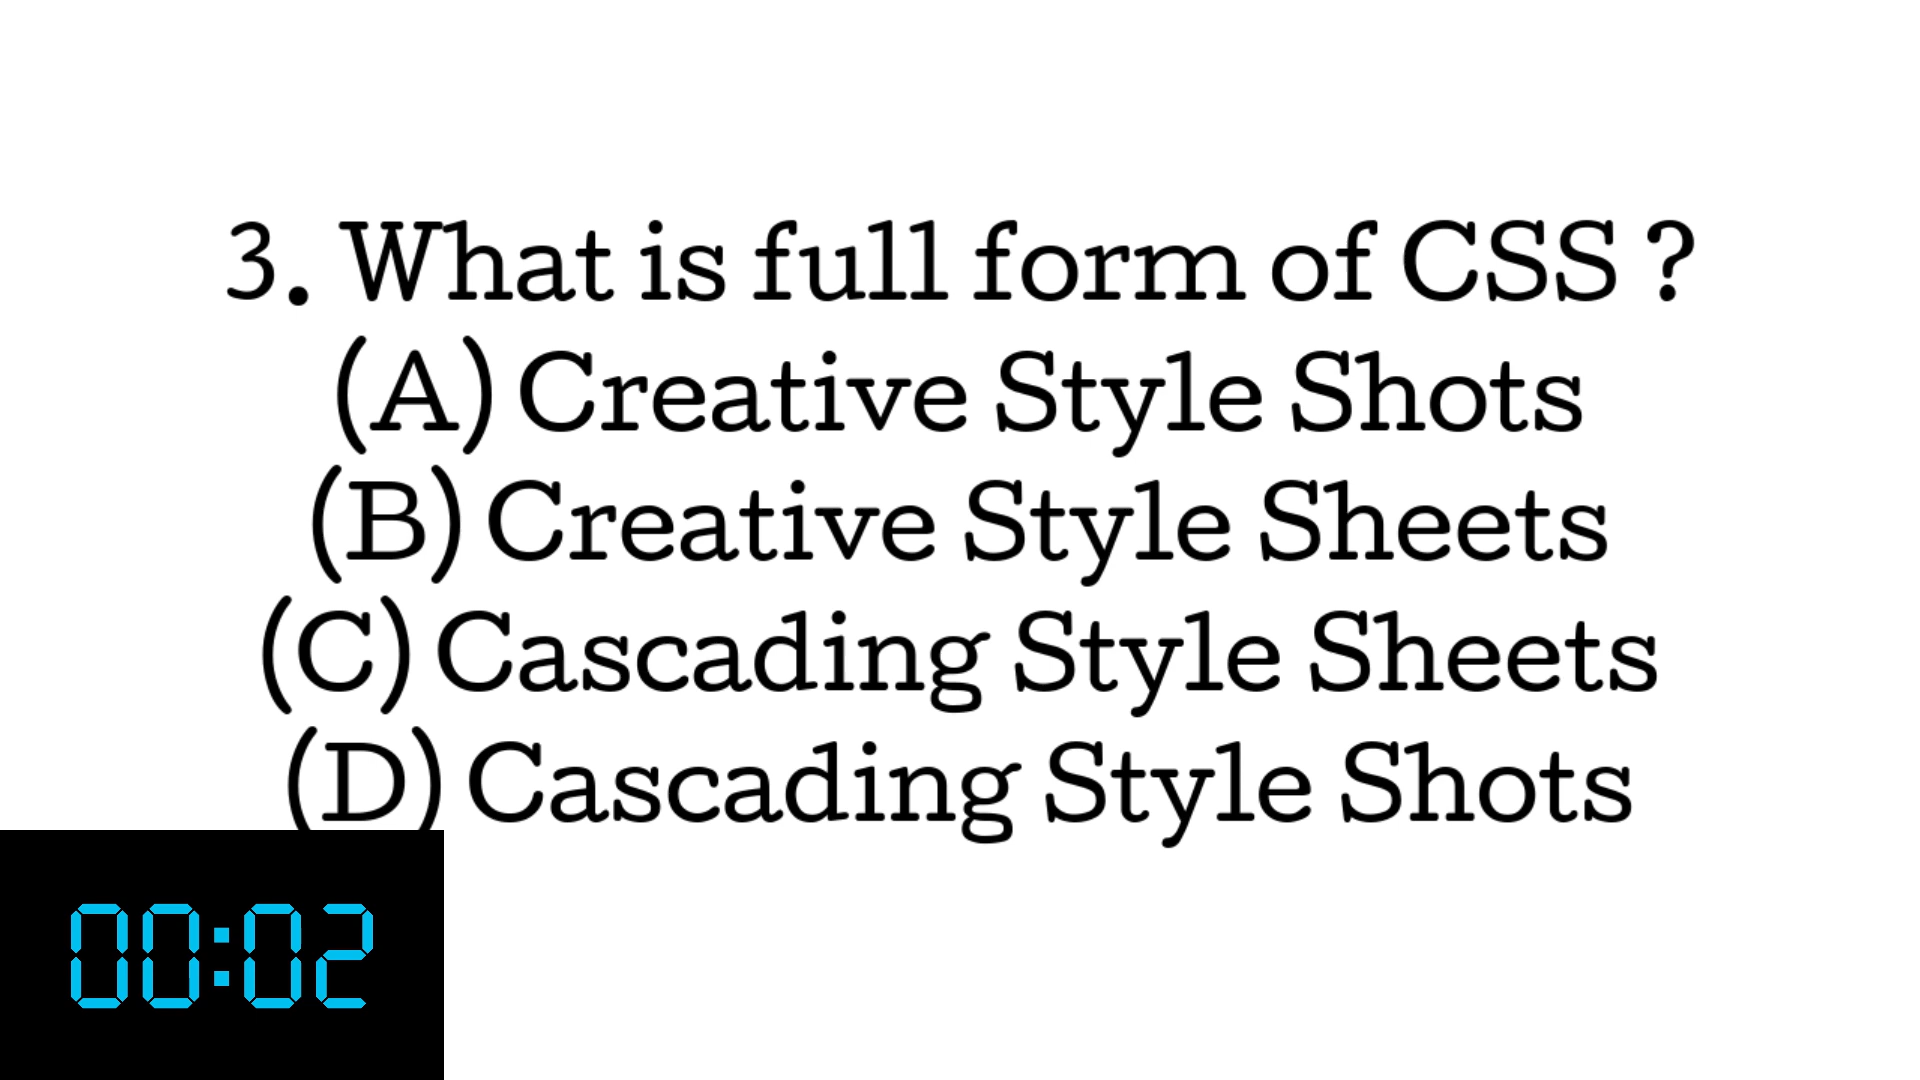 3. What is full form of CSS ?
(A) Creative Style Shots
(B) Creative Style Sheets
(C) Cascading Style Sheets
(D) Cascading Style Shots
00:02